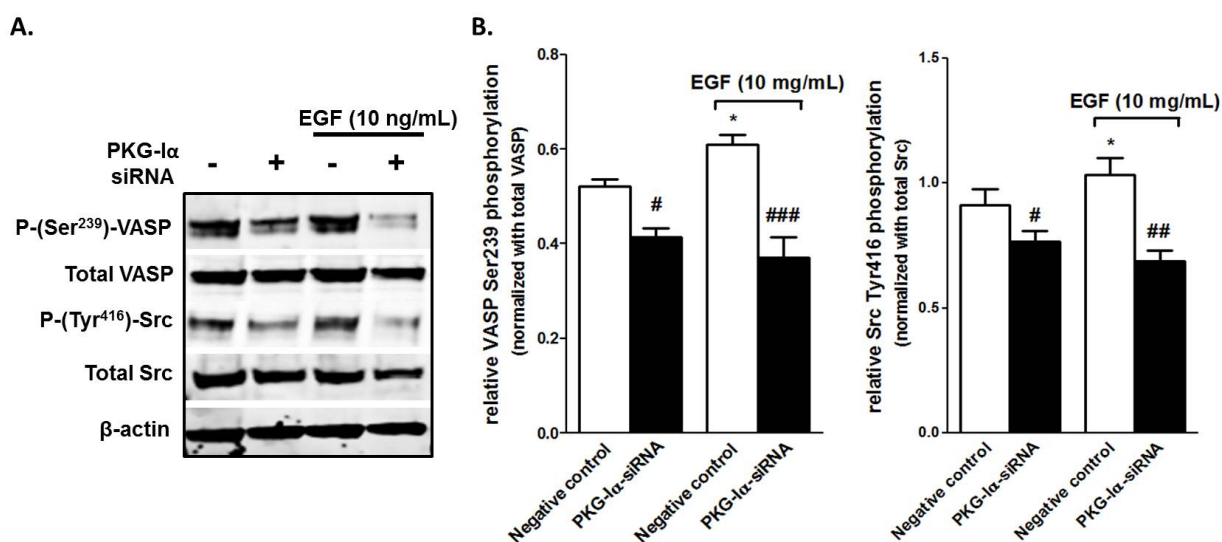 A.
EGF (10 ng/mL)
PKG-Iα
siRNA
- + - +
P-(Ser239)-VASP
Total VASP
P-(Tyr416)-Src
Total Src
β-actin
B.
relative VASP Ser239 phosphorylation
(normalized with total VASP)
0.8
0.6
0.4
0.2
0.0
EGF (10 mg/mL)
*
#
###
Negative control
PKG-Iα-siRNA
Negative control
PKG-Iα-siRNA
relative Src Tyr416 phosphorylation
(normalized with total Src)
1.5
1.0
0.5
0.0
EGF (10 mg/mL)
*
#
##
Negative control
PKG-Iα-siRNA
Negative control
PKG-Iα-siRNA